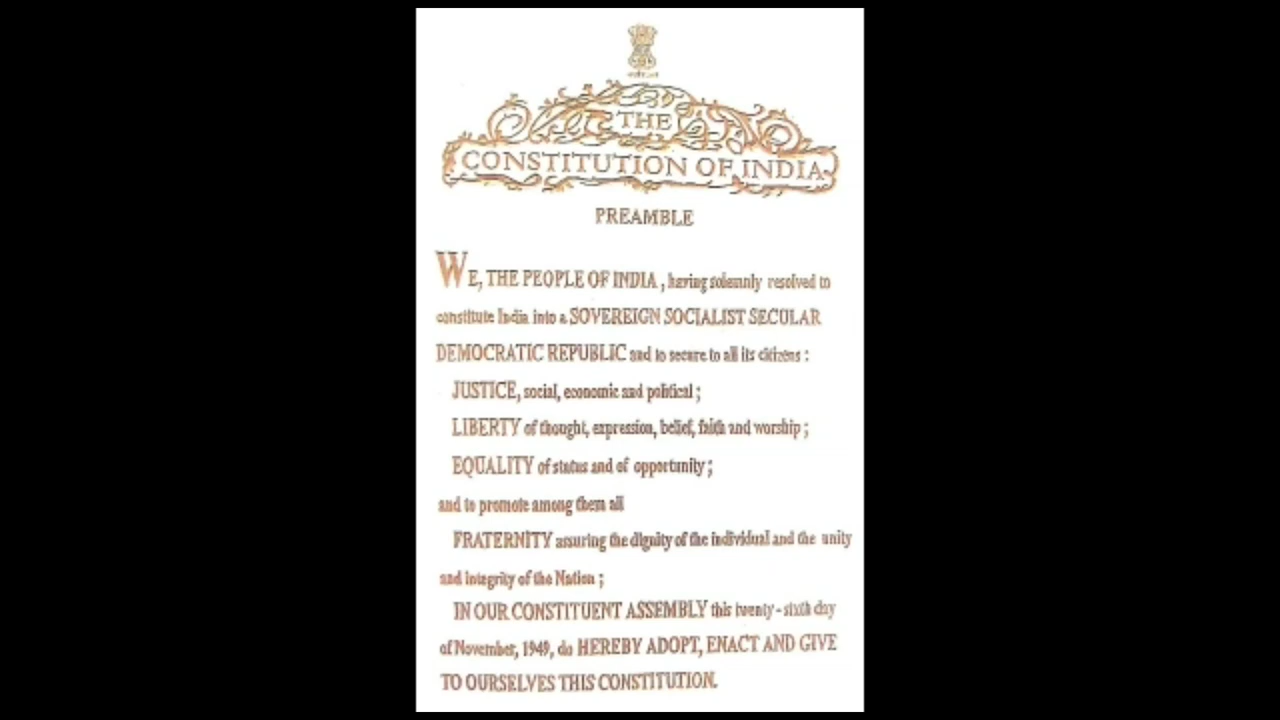 THE
CONSTITUTION OF INDIA
PREAMBLE
WE, THE PEOPLE OF INDIA , having solemnly resolved to
constitute India into a SOVEREIGN SOCIALIST SECULAR
DEMOCRATIC REPUBLIC and to secure to all its citizens :
JUSTICE, social, economic and political ;
LIBERTY of thought, expression, belief, faith and worship ;
EQUALITY of status and of opportunity ;
and to promote among them all
FRATERNITY assuring the dignity of the individual and the unity
and integrity of the Nation ;
IN OUR CONSTITUENT ASSEMBLY this twenty - sixth day
of November, 1949, do HEREBY ADOPT, ENACT AND GIVE
TO OURSELVES THIS CONSTITUTION.